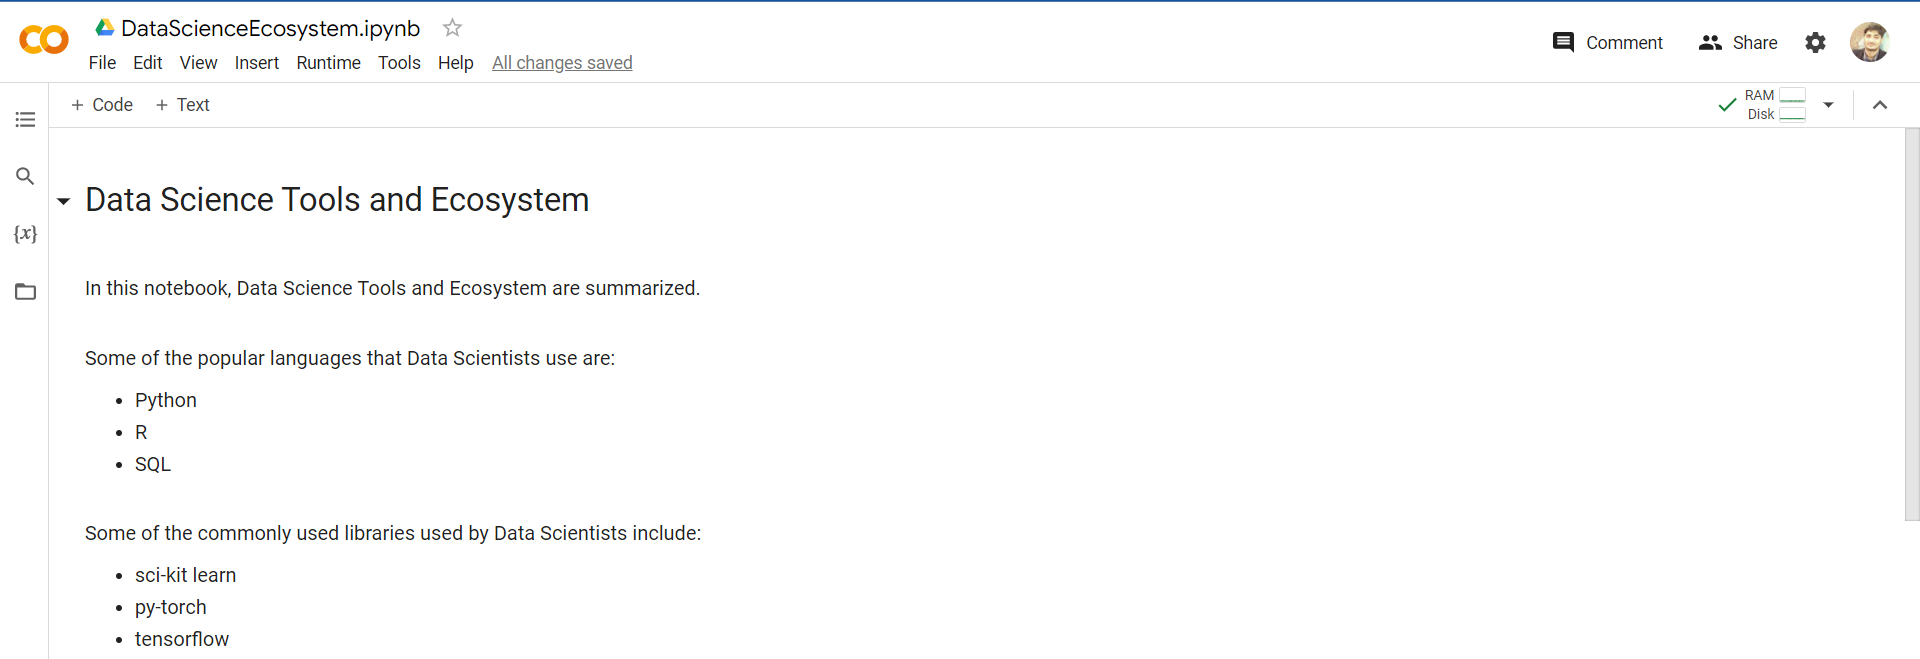 DataScienceEcosystem.ipynb
File Edit View Insert Runtime Tools Help All changes saved
Comment Share
+ Code + Text
RAM
Disk
{x}
Data Science Tools and Ecosystem
In this notebook, Data Science Tools and Ecosystem are summarized.
Some of the popular languages that Data Scientists use are:
• Python
• R
• SQL
Some of the commonly used libraries used by Data Scientists include:
• sci-kit learn
• py-torch
• tensorflow